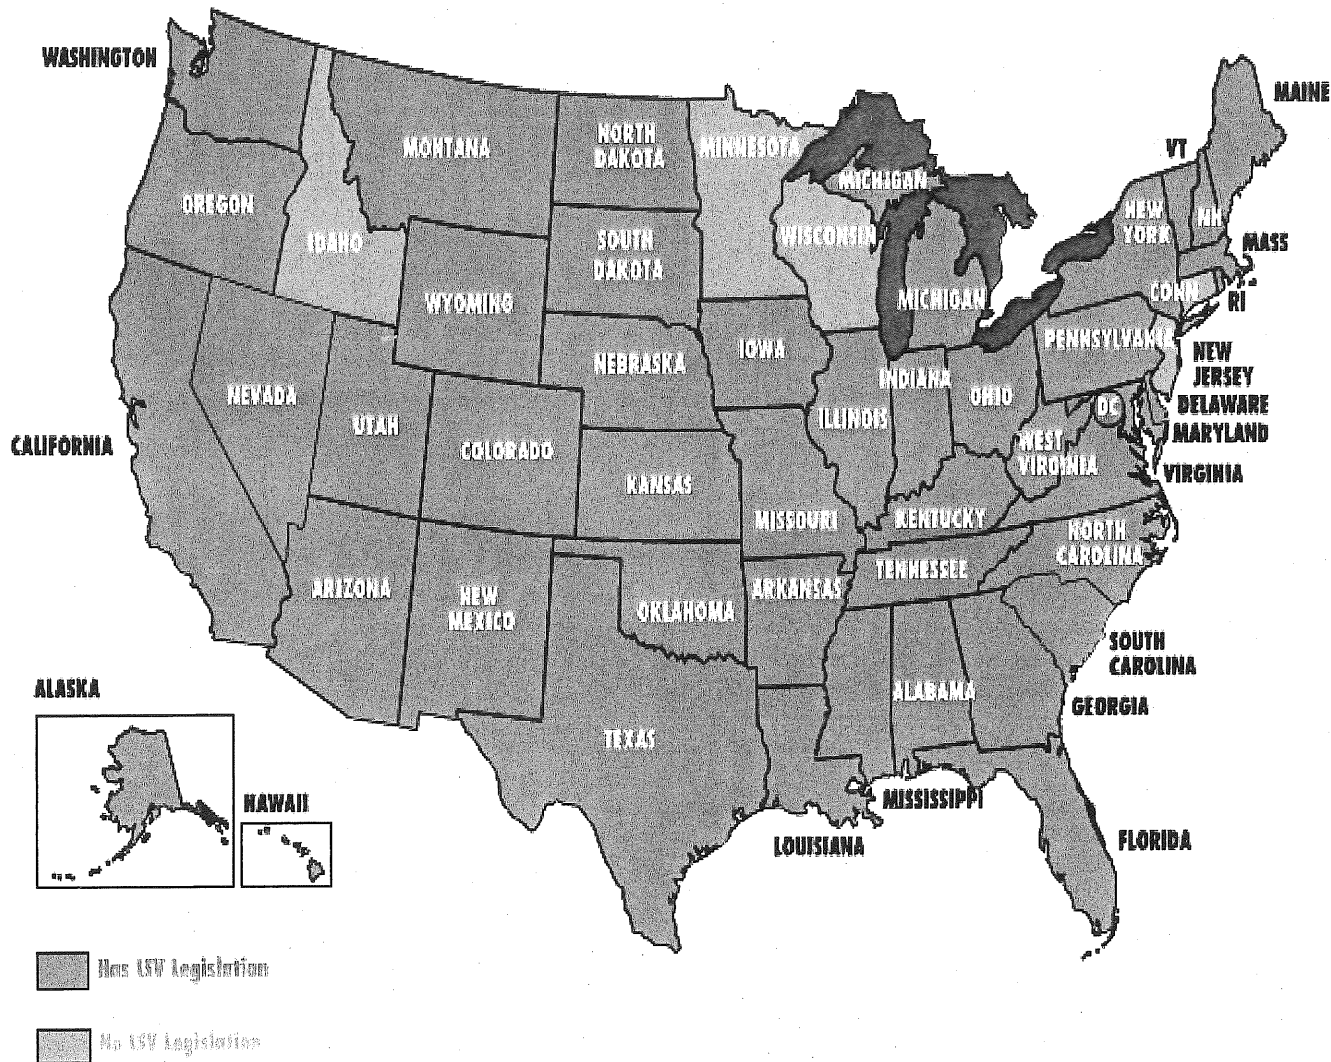 WASHINGTON
MAINE
MONTANA
NORTH
DAKOTA
MINNESOTA
VT
MICHIGAN
OREGON
IDAHO
WISCONSIN
NEW
YORK
NH
MASS
SOUTH
DAKOTA
WYOMING
MICHIGAN
CONN
RI
IOWA
PENNSYLVANIA
NEW
JERSEY
NEBRASKA
INDIANA
OHIO
NEVADA
UTAH
ILLINOIS
DC
DELAWARE
MARYLAND
CALIFORNIA
COLORADO
WEST
VIRGINIA
VIRGINIA
KANSAS
MISSOURI
KENTUCKY
NORTH
CAROLINA
ARIZONA
NEW
MEXICO
OKLAHOMA
ARKANSAS
TENNESSEE
SOUTH
CAROLINA
ALASKA
ALABAMA
GEORGIA
TEXAS
HAWAII
MISSISSIPPI
LOUISIANA
FLORIDA
Has LSV Legislation
No LSV Legislation